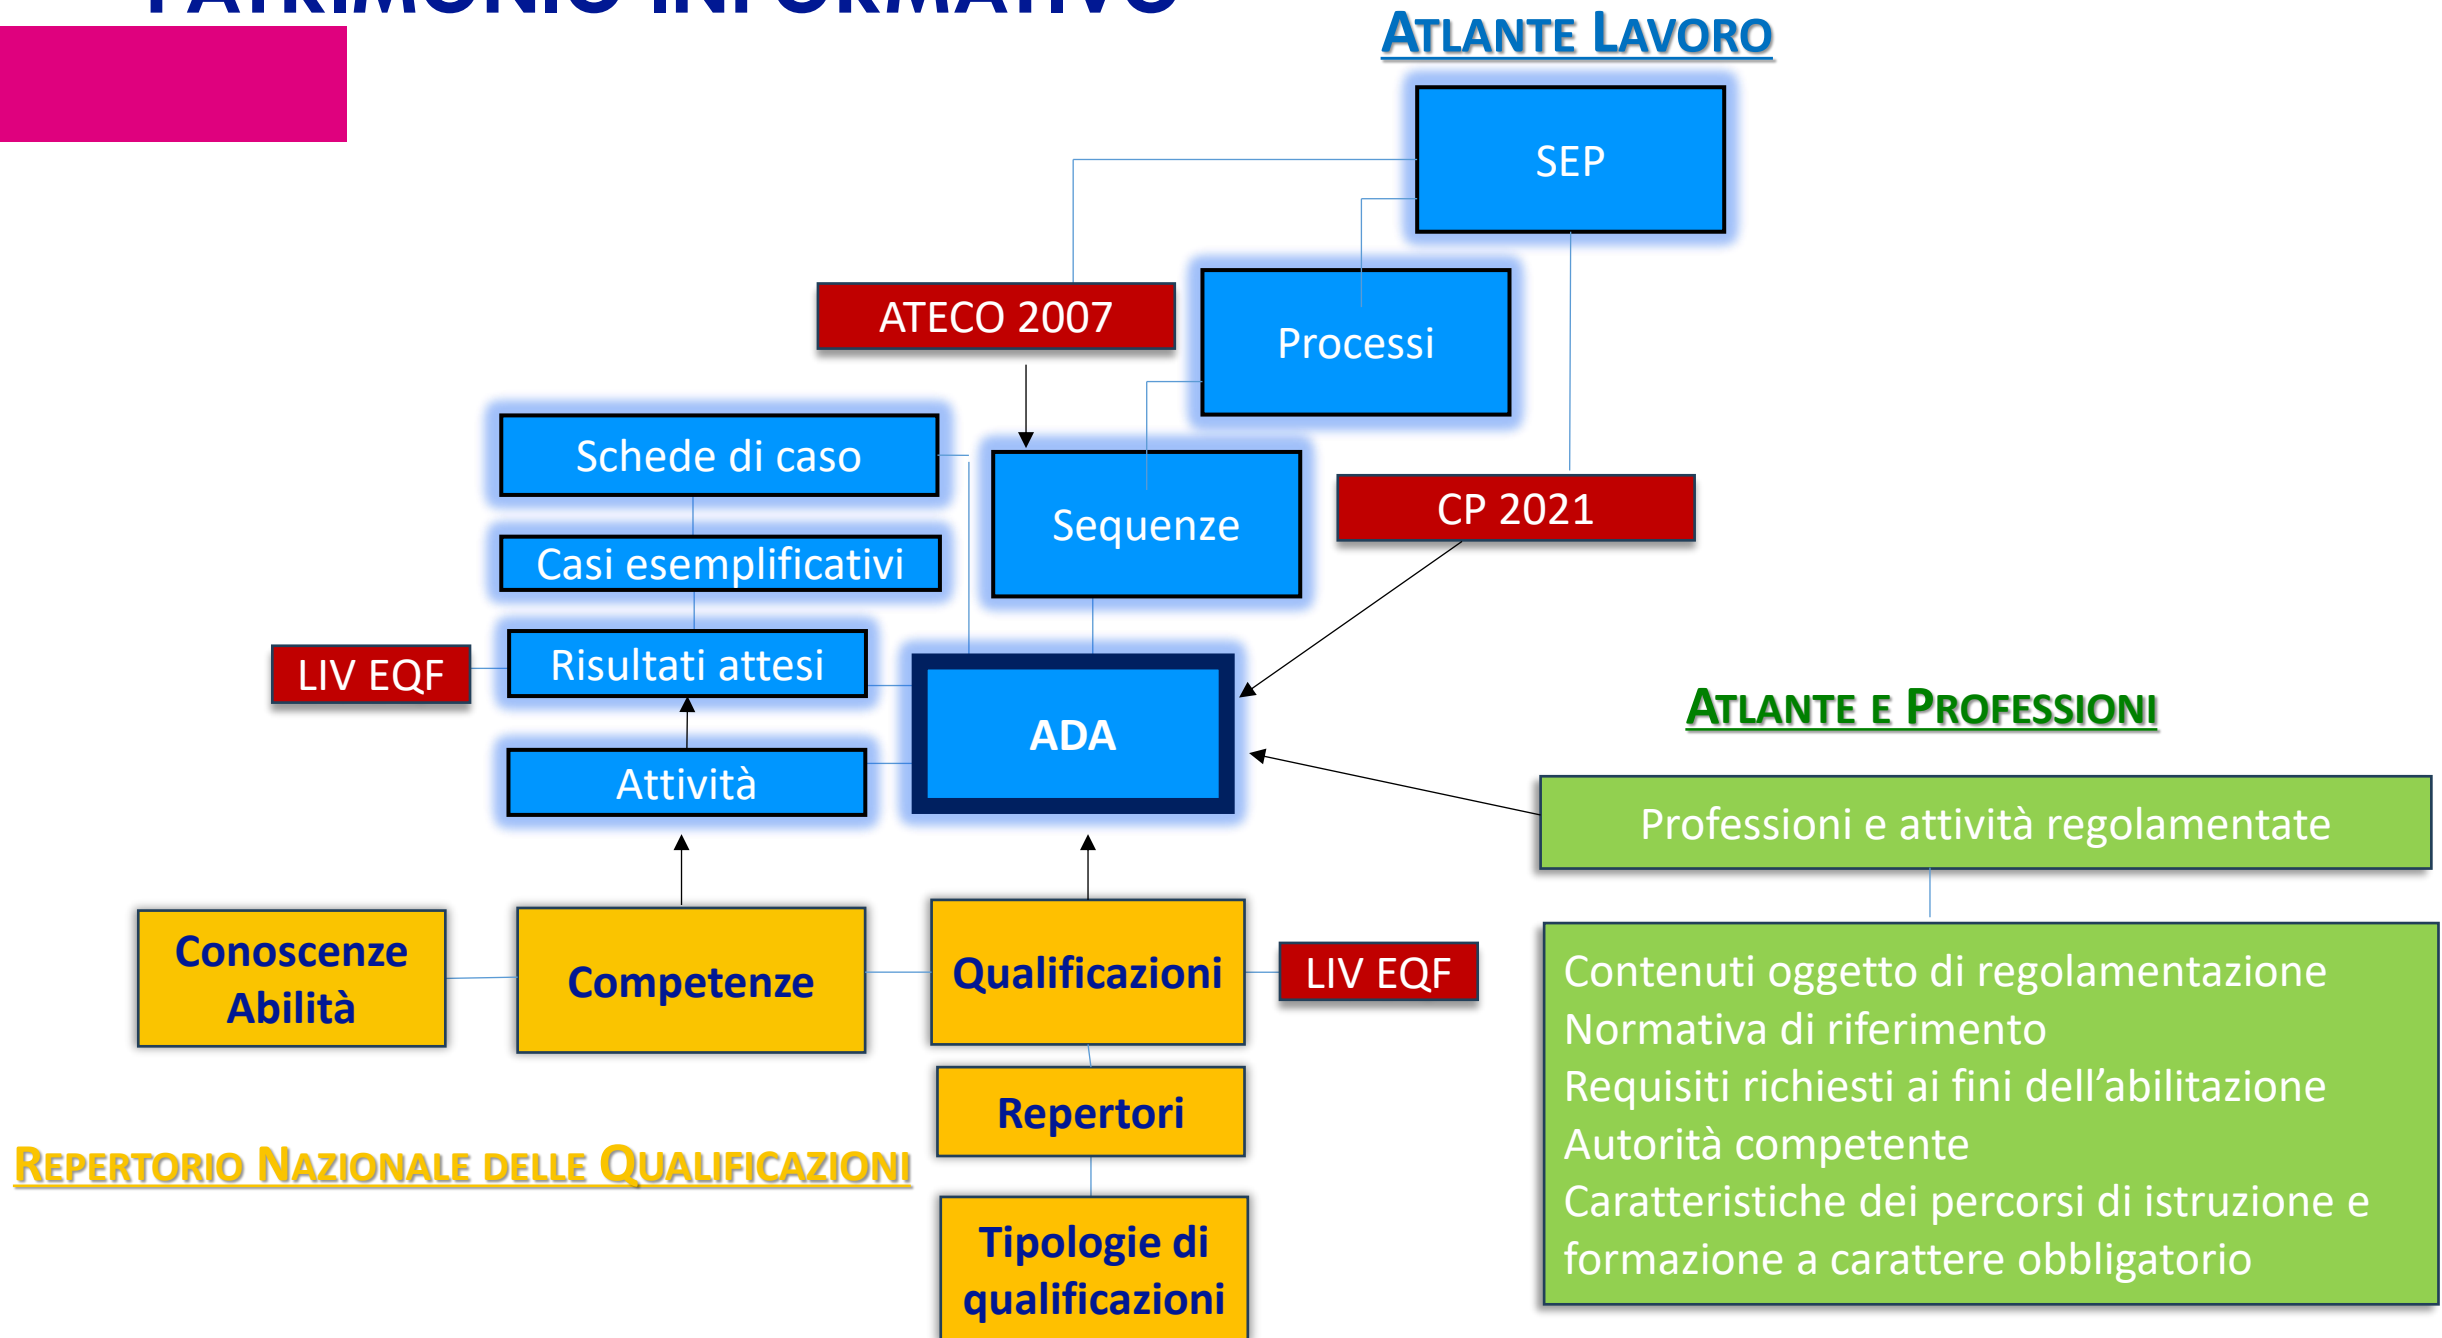 PATRIMONIO INFORMATIVO
ATLANTE LAVORO
SEP
ATECO 2007
Processi
Schede di caso
Sequenze
CP 2021
Casi esemplificativi
LIV EQF
Risultati attesi
ADA
Attività
ATLANTE E PROFESSIONI
Professioni e attività regolamentate
Conoscenze
Abilità
Competenze
Qualificazioni
LIV EQF
Contenuti oggetto di regolamentazione
Normativa di riferimento
Requisiti richiesti ai fini dell’abilitazione
Autorità competente
Caratteristiche dei percorsi di istruzione e
formazione a carattere obbligatorio
Repertori
REPERTORIO NAZIONALE DELLE QUALIFICAZIONI
Tipologie di
qualificazioni